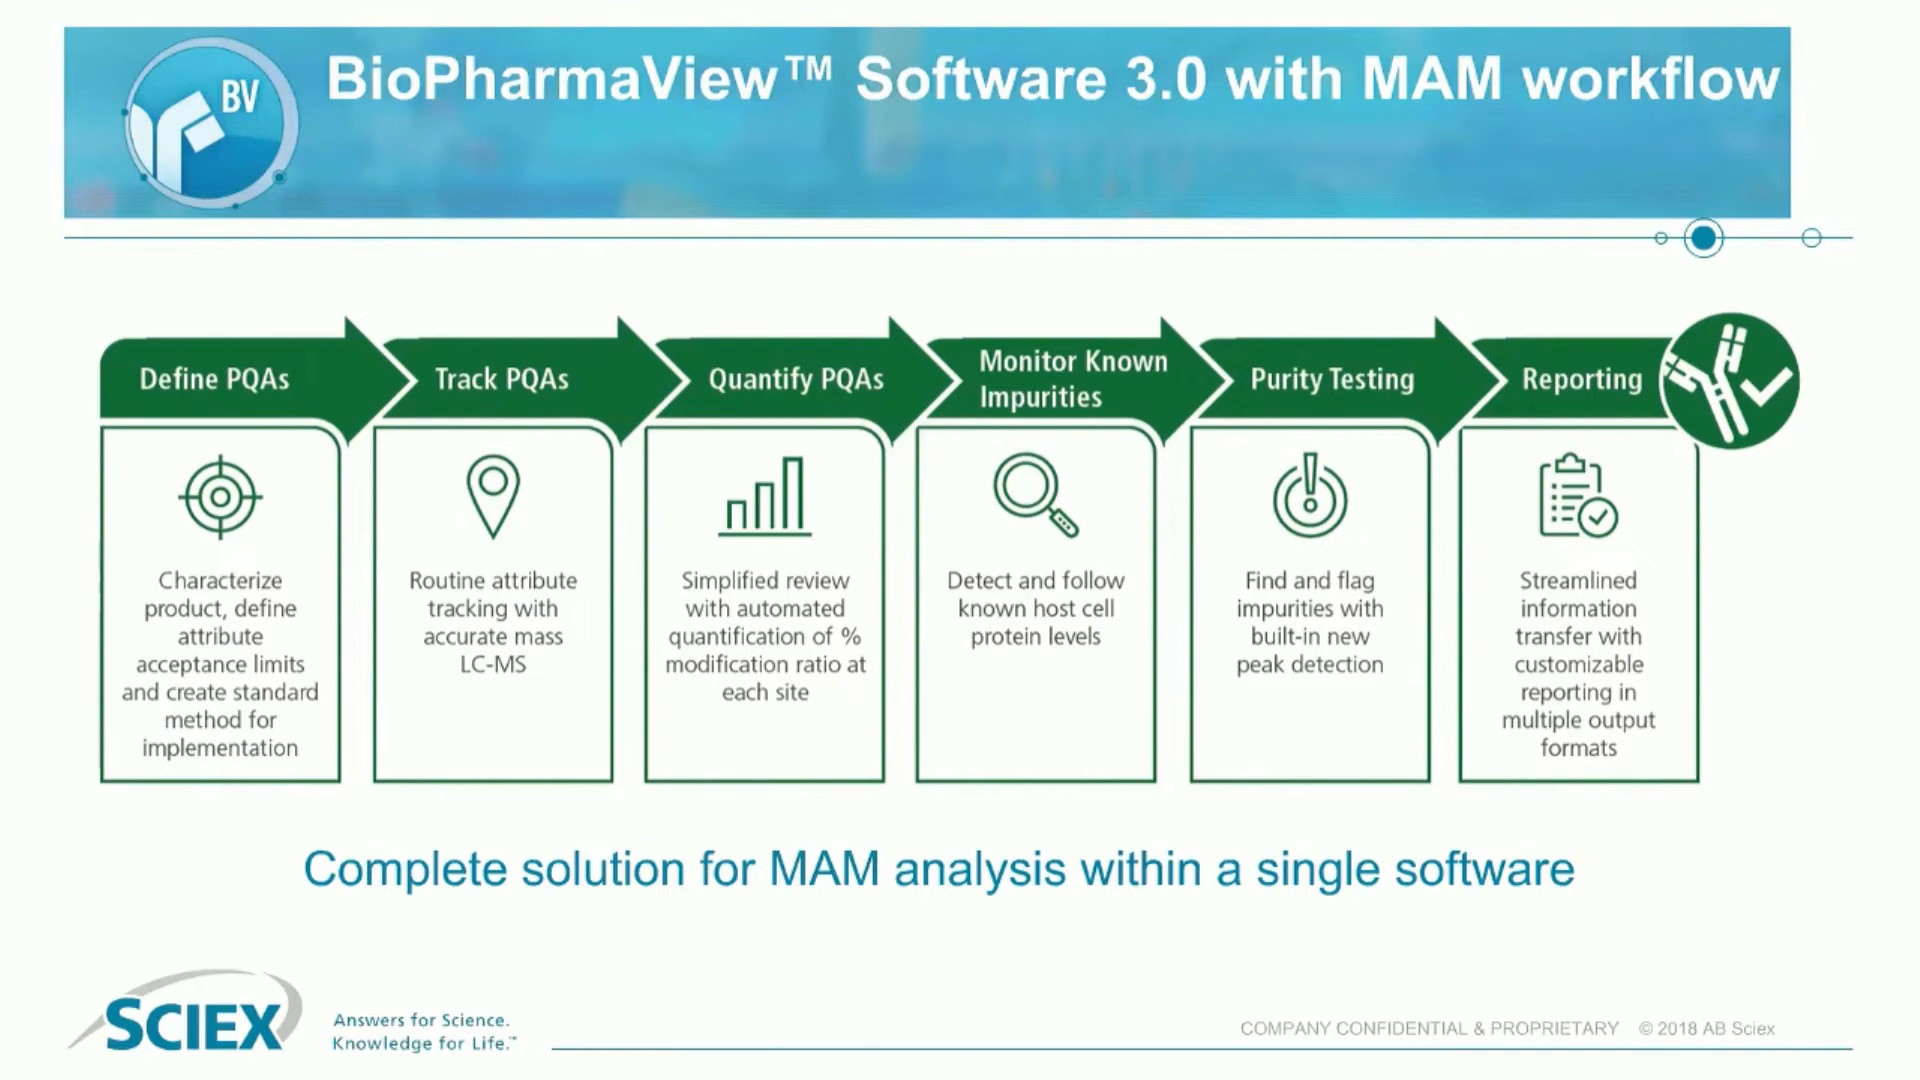 BV
BioPharmaView™ Software 3.0 with MAM workflow
Define PQAs
Track PQAs
Quantify PQAs
Monitor Known
Impurities
Purity Testing
Reporting
Characterize
product, define
attribute
acceptance limits
and create standard
method for
implementation
Routine attribute
tracking with
accurate mass
LC-MS
Simplified review
with automated
quantification of %
modification ratio at
each site
Detect and follow
known host cell
protein levels
Find and flag
impurities with
built-in new
peak detection
Streamlined
information
transfer with
customizable
reporting in
multiple output
formats
Complete solution for MAM analysis within a single software
SCIEX
Answers for Science.
Knowledge for Life.™
COMPANY CONFIDENTIAL & PROPRIETARY © 2018 AB Sciex